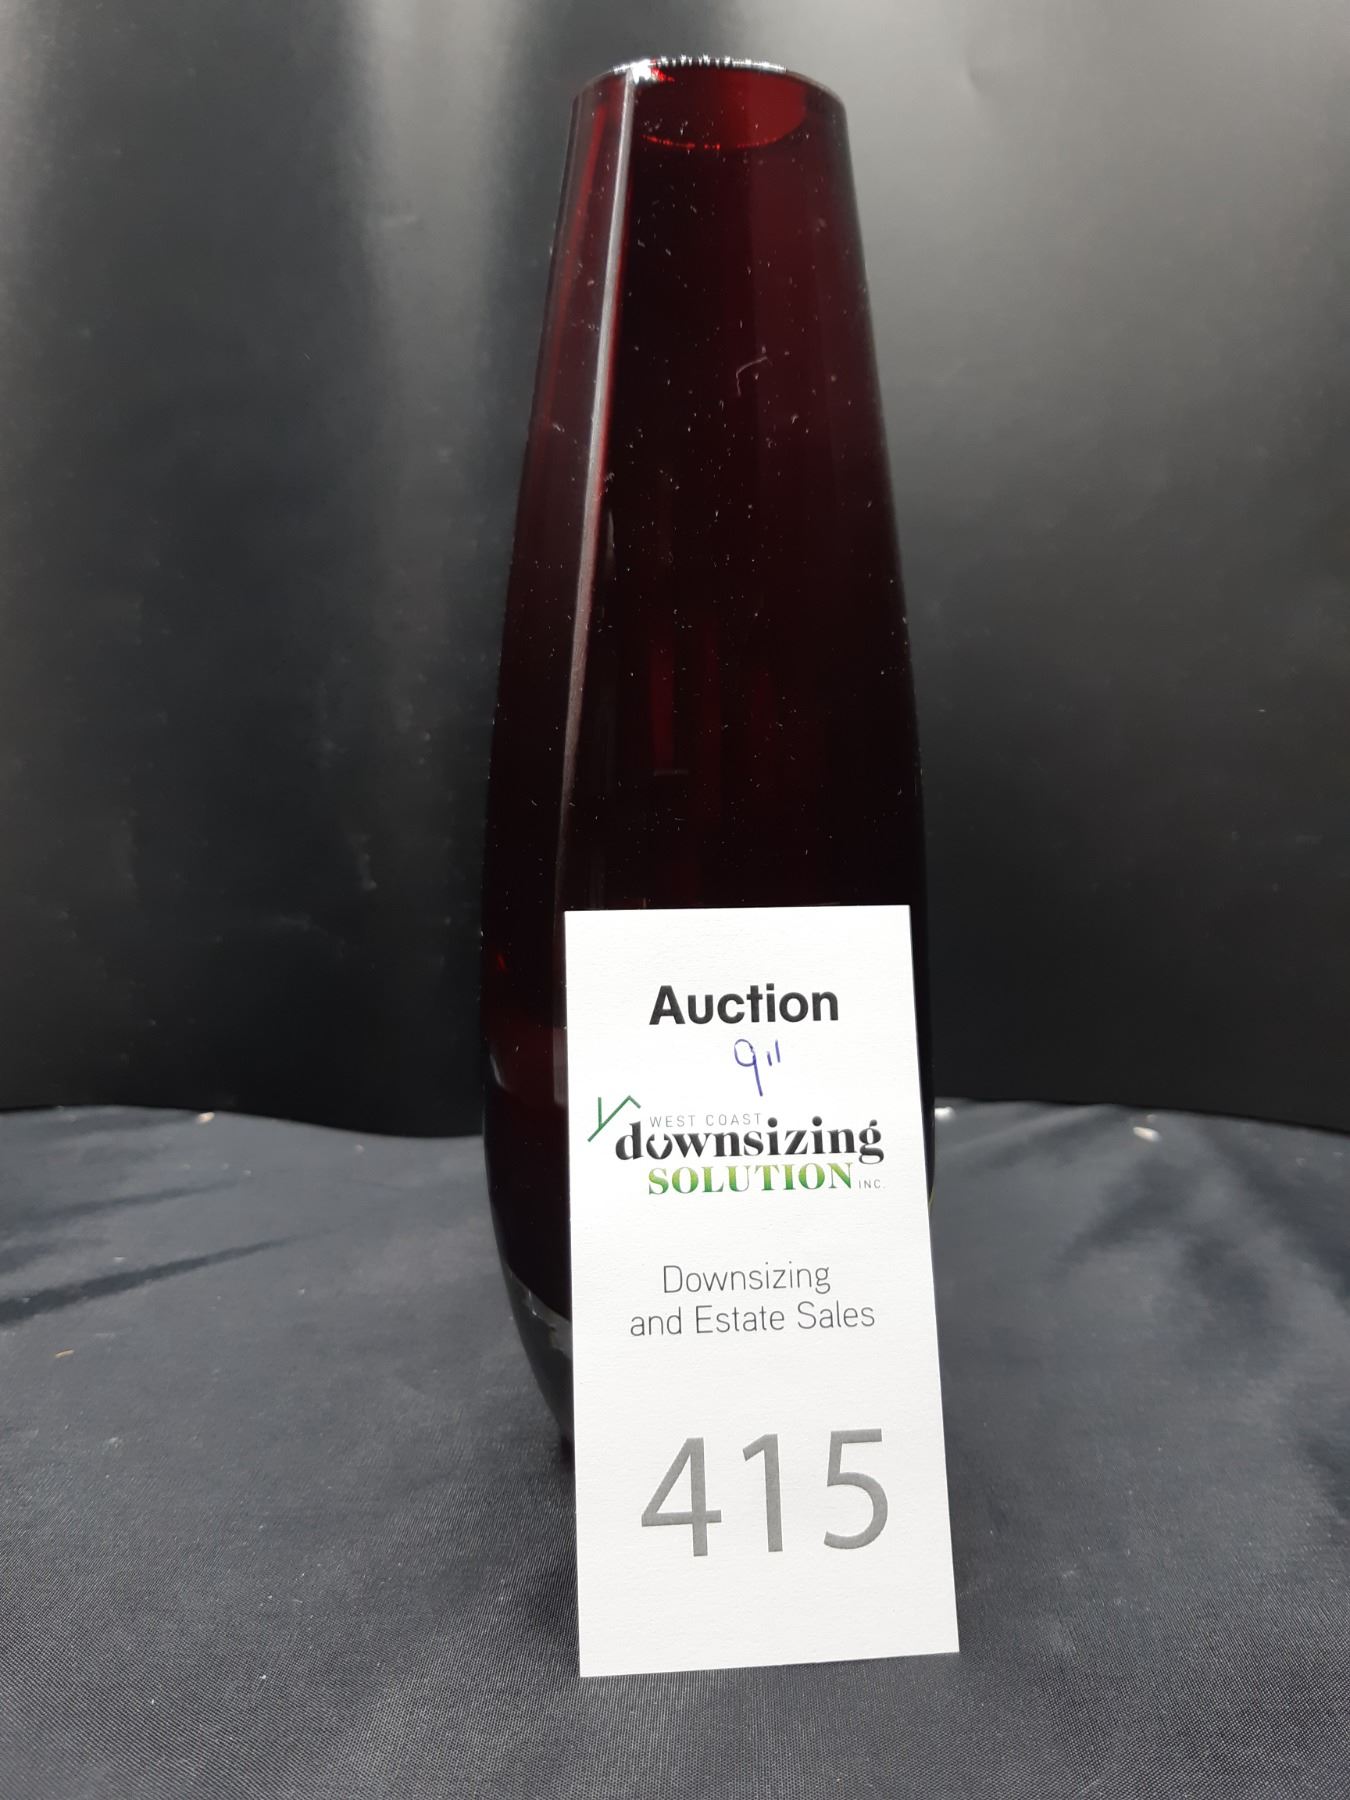 Auction
9"
WEST COAST
downsizing
SOLUTION INC.
Downsizing
and Estate Sales
415